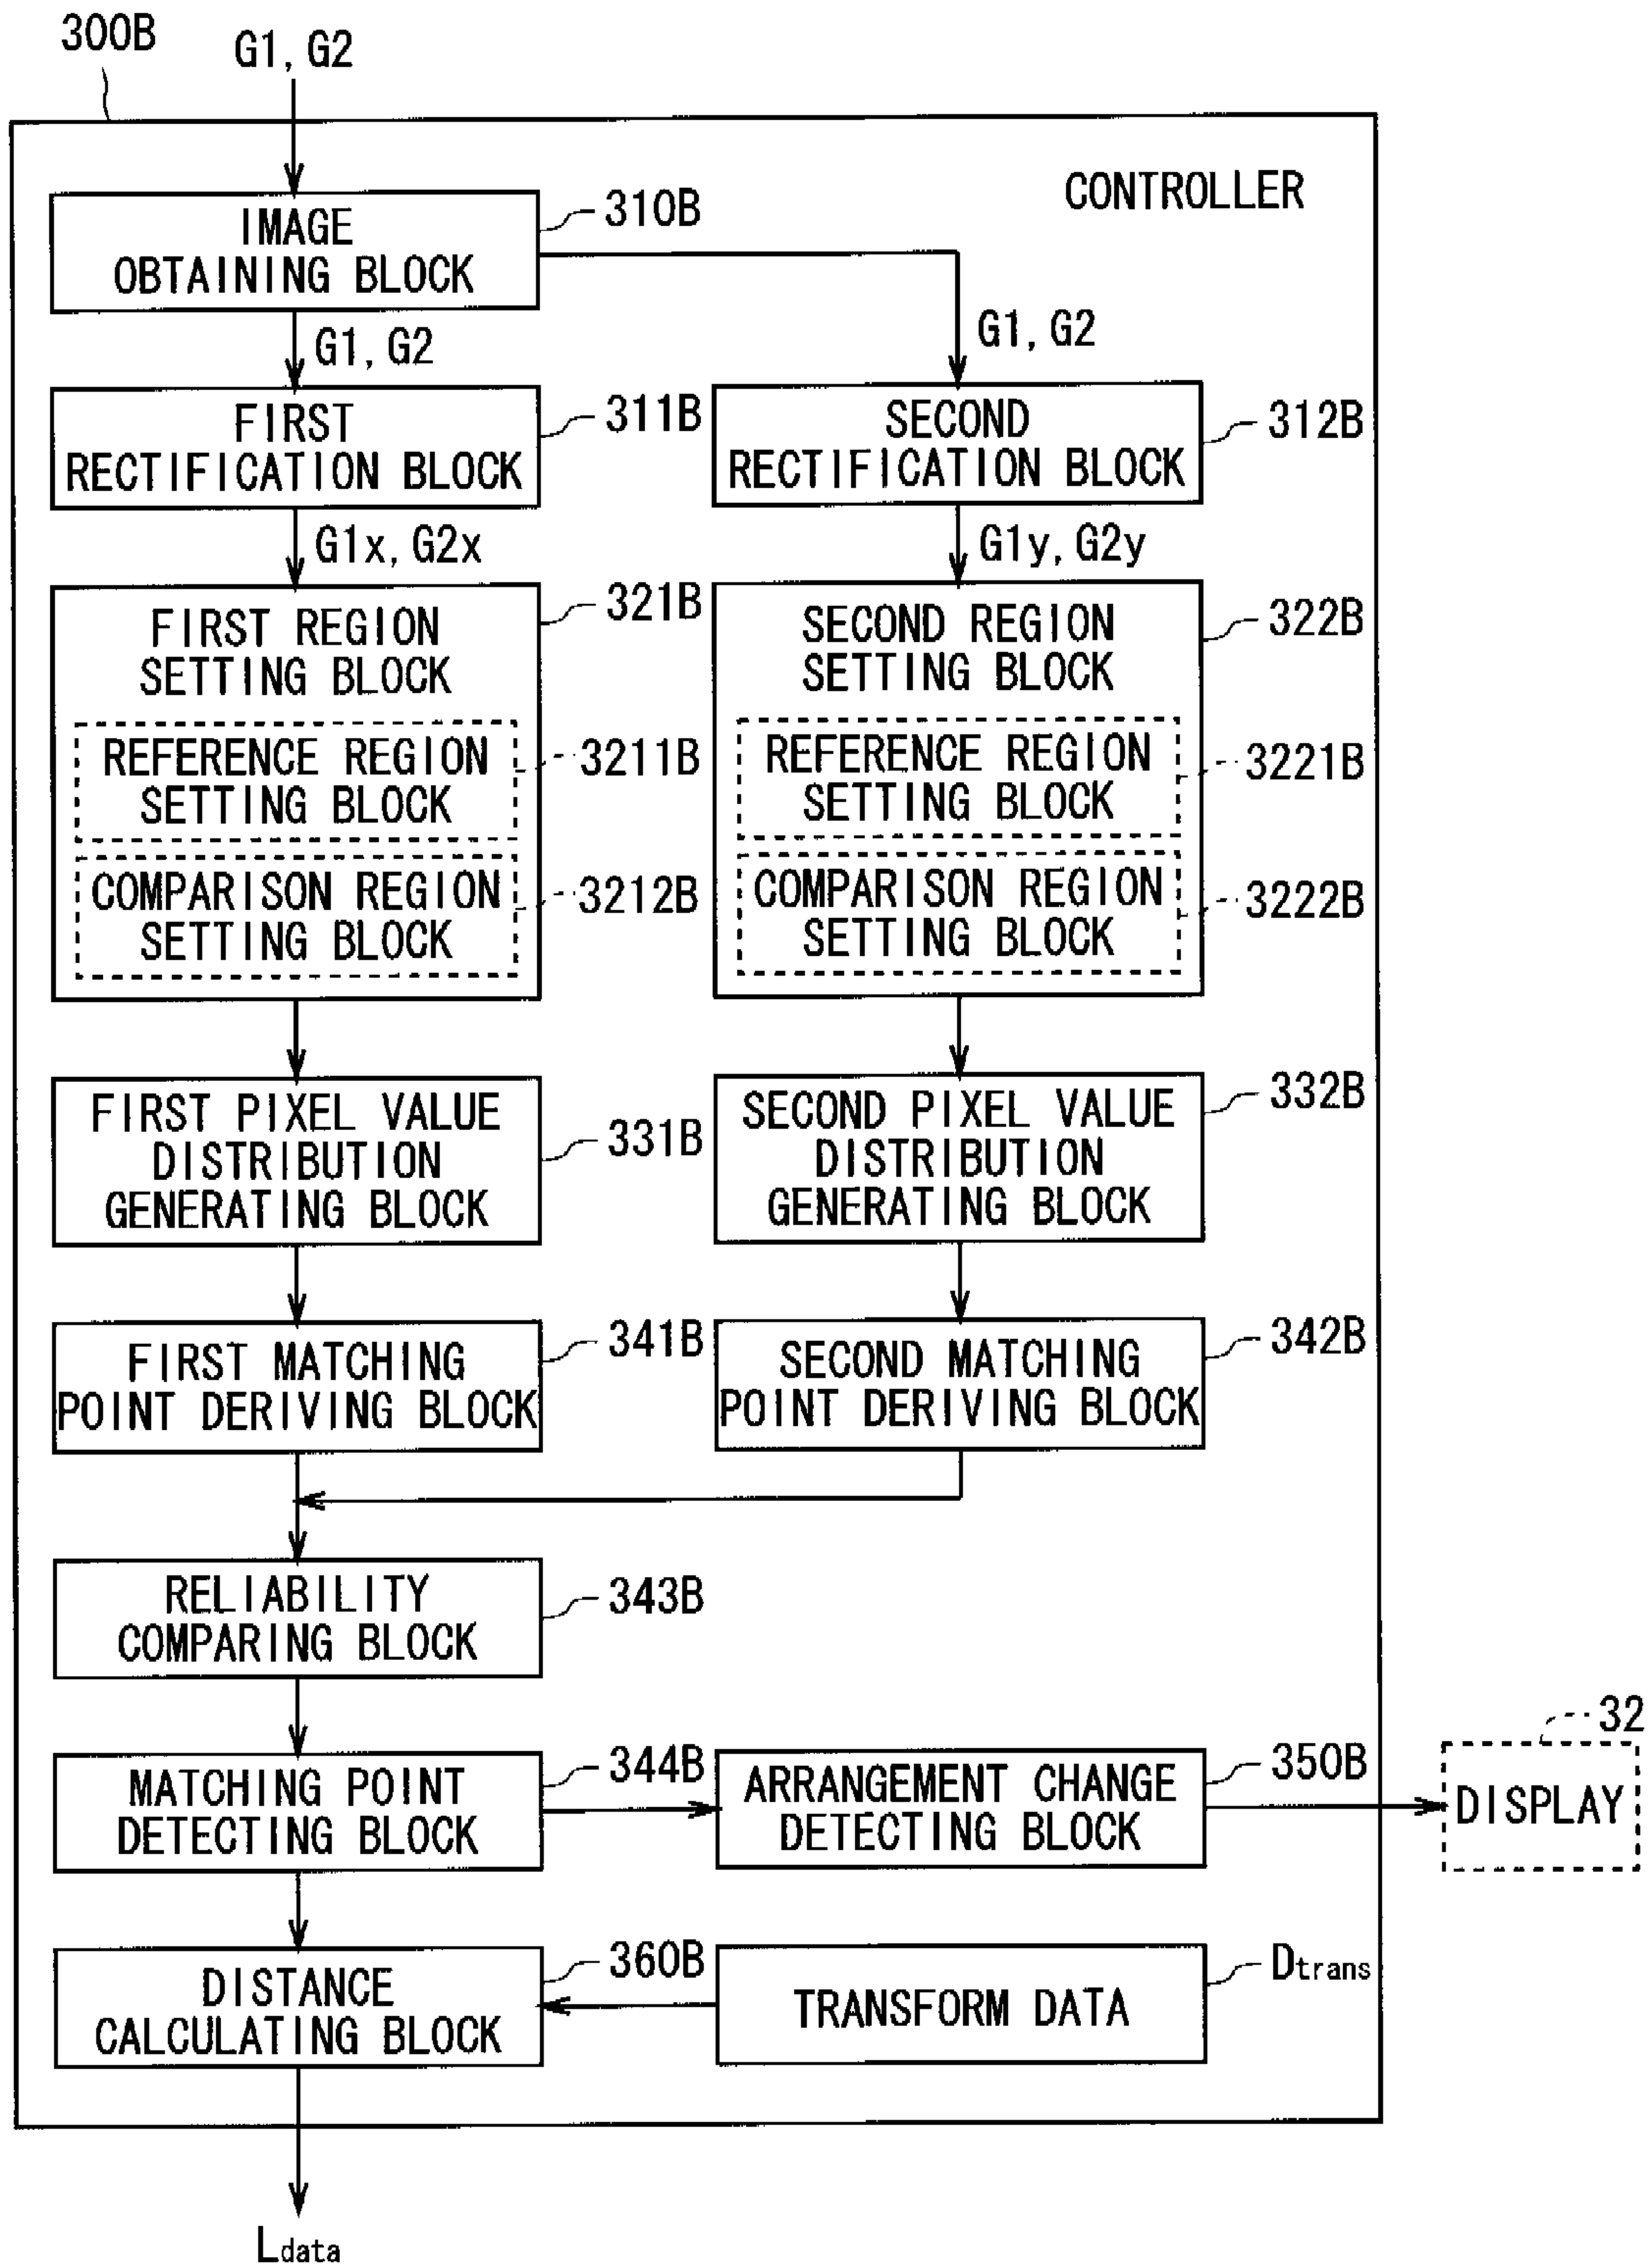 300B
G1, G2
CONTROLLER
IMAGE
OBTAINING BLOCK
310B
G1, G2
G1, G2
FIRST
RECTIFICATION BLOCK
311B
SECOND
RECTIFICATION BLOCK
312B
G1x, G2x
G1y, G2y
FIRST REGION
SETTING BLOCK
321B
REFERENCE REGION
SETTING BLOCK
3211B
COMPARISON REGION
SETTING BLOCK
3212B
SECOND REGION
SETTING BLOCK
322B
REFERENCE REGION
SETTING BLOCK
3221B
COMPARISON REGION
SETTING BLOCK
3222B
FIRST PIXEL VALUE
DISTRIBUTION
GENERATING BLOCK
331B
SECOND PIXEL VALUE
DISTRIBUTION
GENERATING BLOCK
332B
FIRST MATCHING
POINT DERIVING BLOCK
341B
SECOND MATCHING
POINT DERIVING BLOCK
342B
RELIABILITY
COMPARING BLOCK
343B
MATCHING POINT
DETECTING BLOCK
344B
ARRANGEMENT CHANGE
DETECTING BLOCK
350B
32
DISPLAY
DISTANCE
CALCULATING BLOCK
360B
TRANSFORM DATA
Dtrans
Ldata